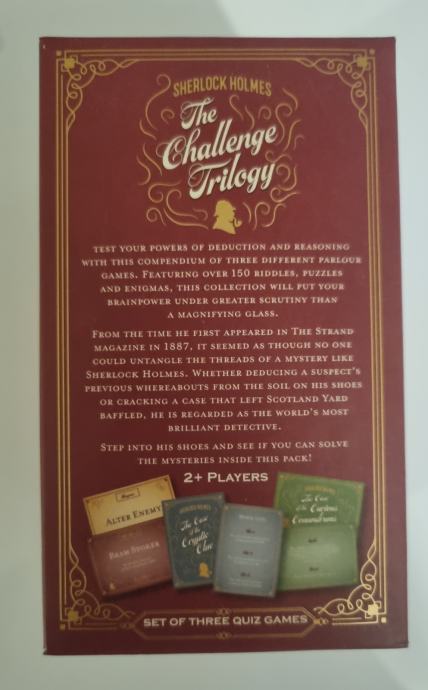 SHERLOCK HOLMES
The
Challenge
Trilogy
TEST YOUR POWERS OF DEDUCTION AND REASONING
WITH THIS COMPENDIUM OF THREE DIFFERENT PARLOUR
GAMES. FEATURING OVER 150 RIDDLES, PUZZLES
AND ENIGMAS, THIS COLLECTION WILL PUT YOUR
BRAINPOWER UNDER GREATER SCRUTINY THAN
A MAGNIFYING GLASS.
FROM THE TIME HE FIRST APPEARED IN THE STRAND
MAGAZINE IN 1887, IT SEEMED AS THOUGH NO ONE
COULD UNTANGLE THE THREADS OF A MYSTERY LIKE
SHERLOCK HOLMES. WHETHER DEDUCING A SUSPECT'S
PREVIOUS WHEREABOUTS FROM THE SOIL ON HIS SHOES
OR CRACKING A CASE THAT LEFT SCOTLAND YARD
BAFFLED, HE IS REGARDED AS THE WORLD'S MOST
BRILLIANT DETECTIVE.
STEP INTO HIS SHOES AND SEE IF YOU CAN SOLVE
THE MYSTERIES INSIDE THIS PACK!
2+ PLAYERS
ALTER ENEMY
BRAM STOKER
The Case
of the
Cryptic
Clue
The Case
of the
Curious
Conundrums
SET OF THREE QUIZ GAMES